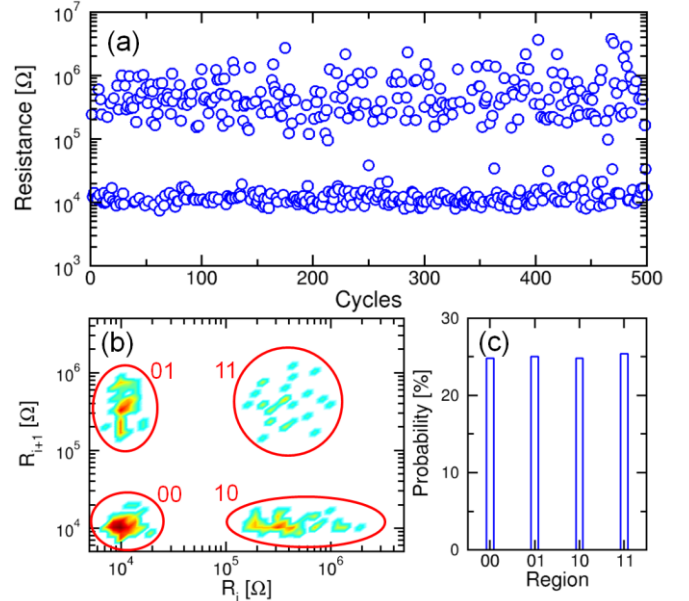 (a)
Resistance [Ω]
10^7
10^6
10^5
10^4
10^3
0 100 200 300 400 500
Cycles
(b)
01 11
00 10
R_{i+1} [Ω]
10^6
10^5
10^4
10^4 10^5 10^6
R_i [Ω]
(c)
Probability [%]
30
25
15
0
00 01 10 11
Region